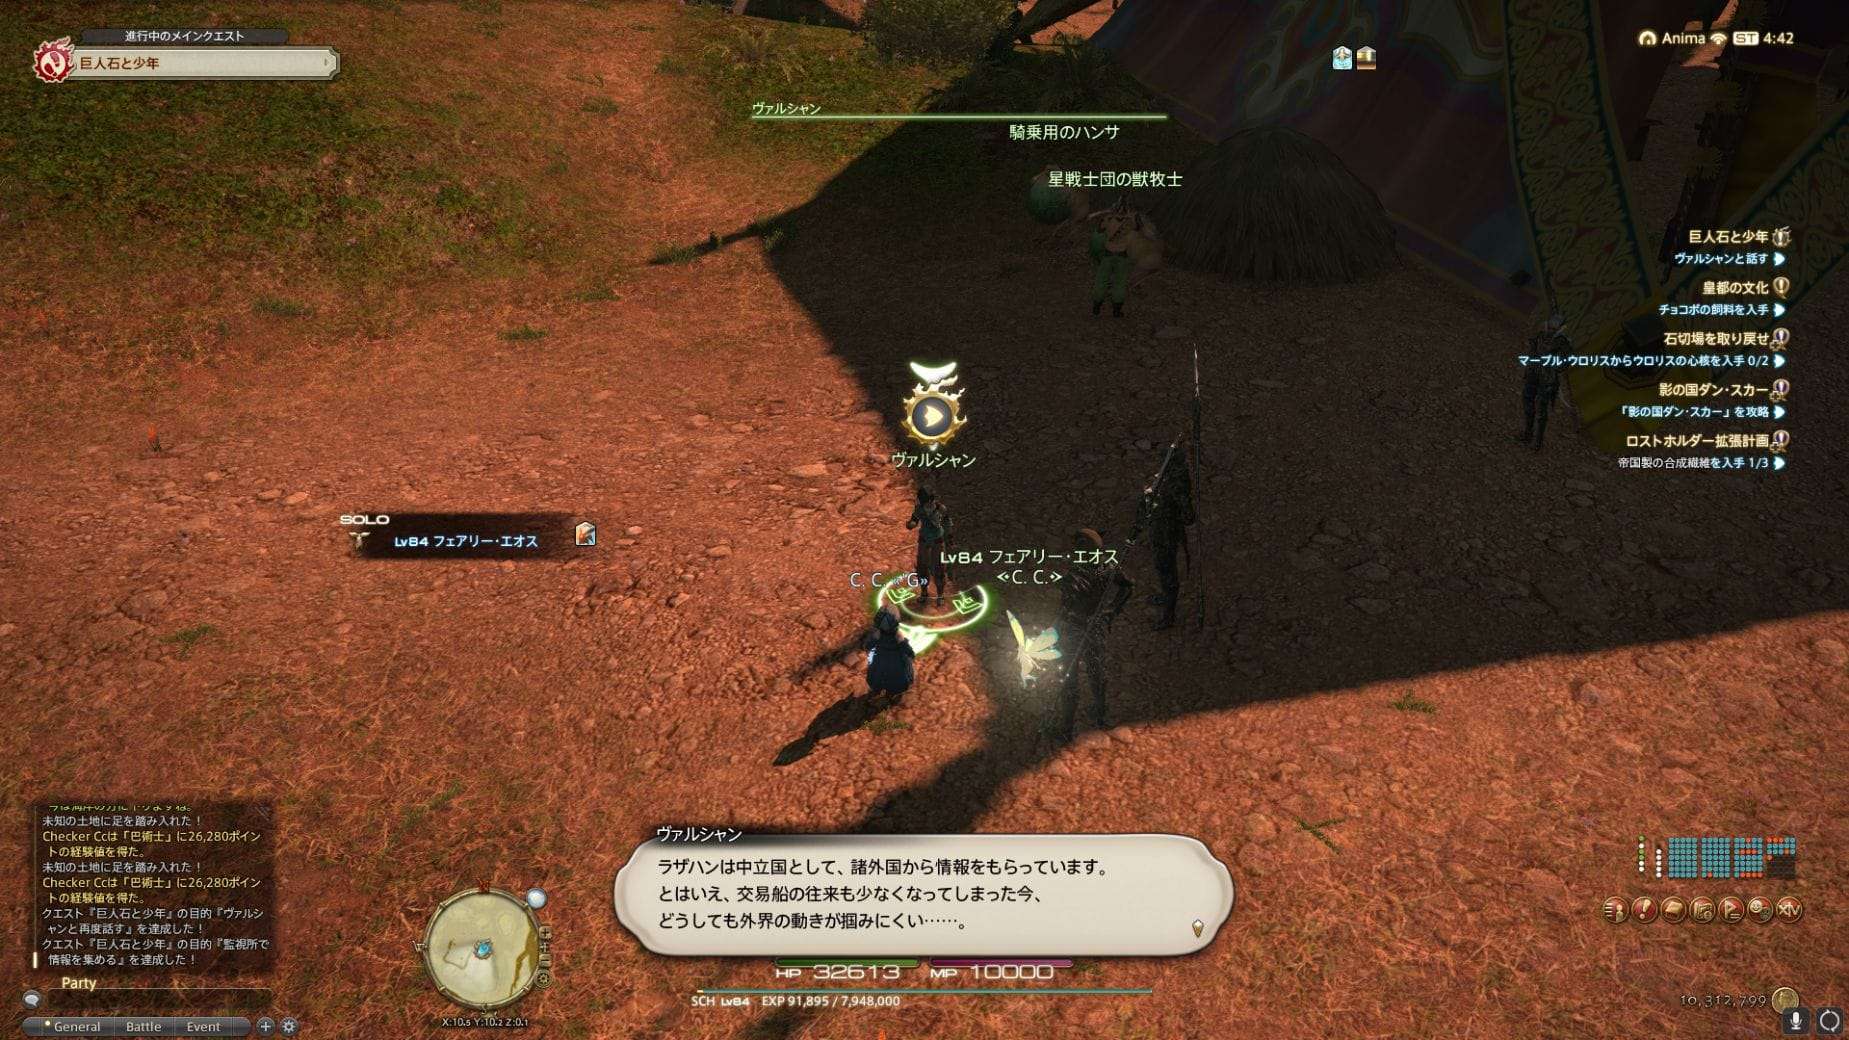 進行中のメインクエスト
巨人石と少年
Anima ST 4:42
ヴァルシャン
騎乗用のハンサ
星戦士団の獣牧士
巨人石と少年
ヴァルシャンと話す
皇都の文化
チョコボの飼料を入手
石切場を取り戻せ
マーブル・ウロリスからウロリスの心核を入手 0/2
影の国ダン・スカー
「影の国ダン・スカー」を攻略
ロストホルダー拡張計画
帝国製の合成繊維を入手 1/3
ヴァルシャン
SOLO
Lv84 フェアリー・エオス
Lv84 フェアリー・エオス
«C. C.»
C. C. «G»
ヴァルシャン
ラザハンは中立国として、諸外国から情報をもらっています。
とはいえ、交易船の往来も少なくなってしまった今、
どうしても外界の動きが掴みにくい……。
未知の土地に足を踏み入れた！
Checker Ccは「巴術士」に26,280ポイン
トの経験値を得た。
未知の土地に足を踏み入れた！
Checker Ccは「巴術士」に26,280ポイン
トの経験値を得た。
クエスト『巨人石と少年』の目的『ヴァルシ
ャンと再度話す』を達成した！
クエスト『巨人石と少年』の目的『監視所で
情報を集める』を達成した！
Party
General Battle Event
X:10.5 Y:10.2 Z:0.1
HP 32613 MP 10000
SCH Lv84 EXP 91,895 / 7,948,000
10,312,799
XIV